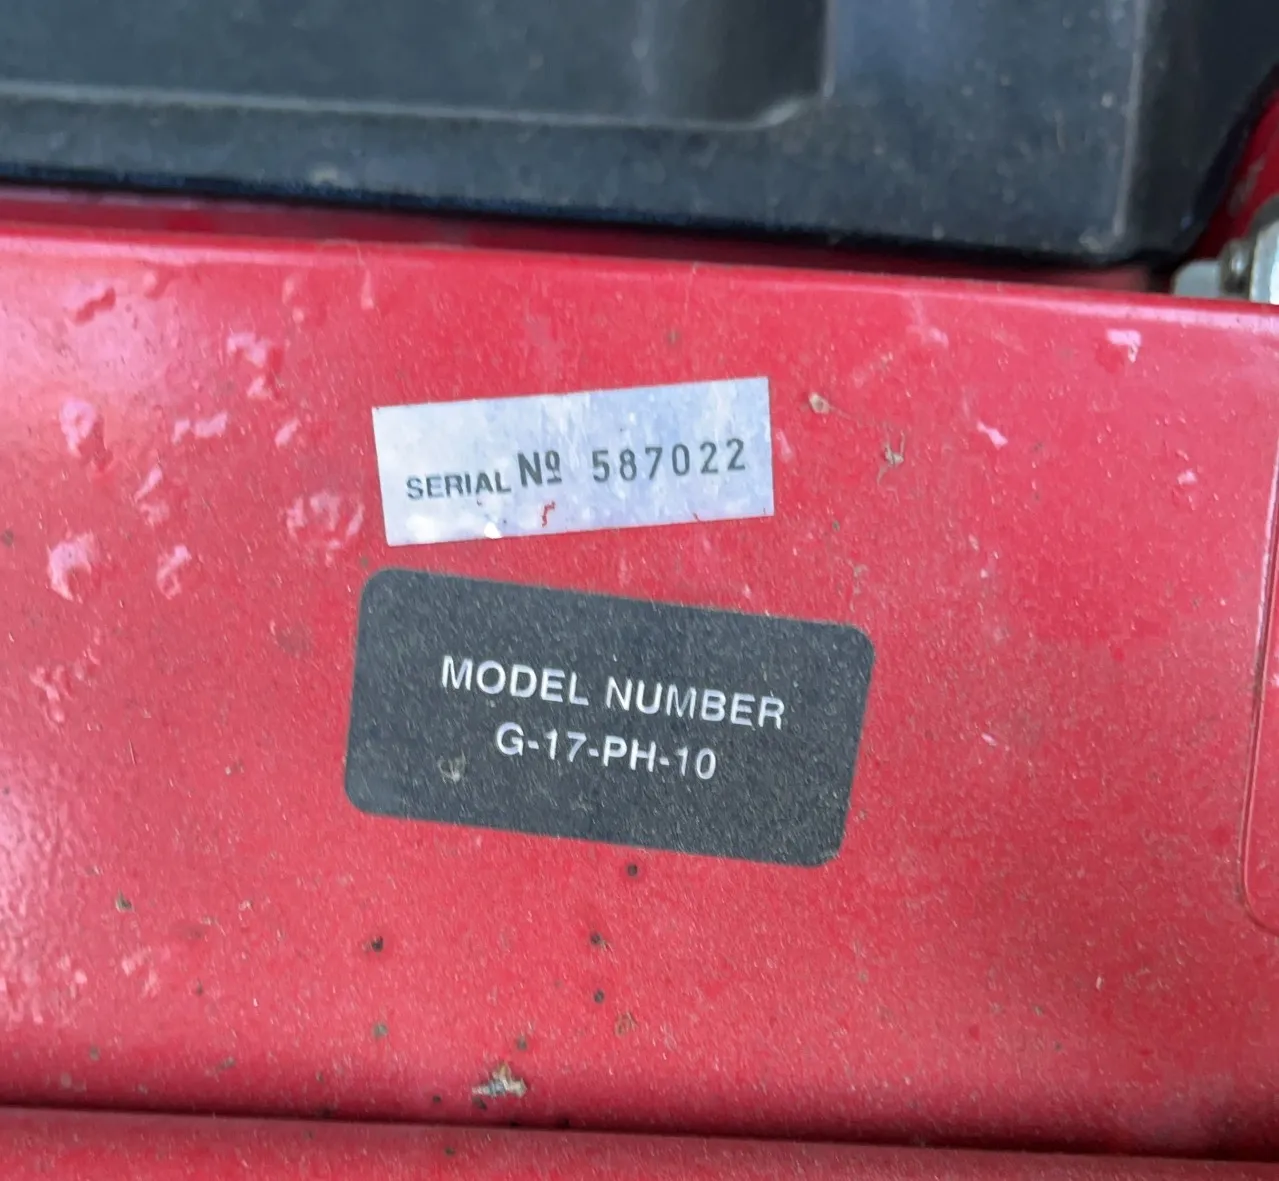 SERIAL Nº 587022
MODEL NUMBER
G-17-PH-10